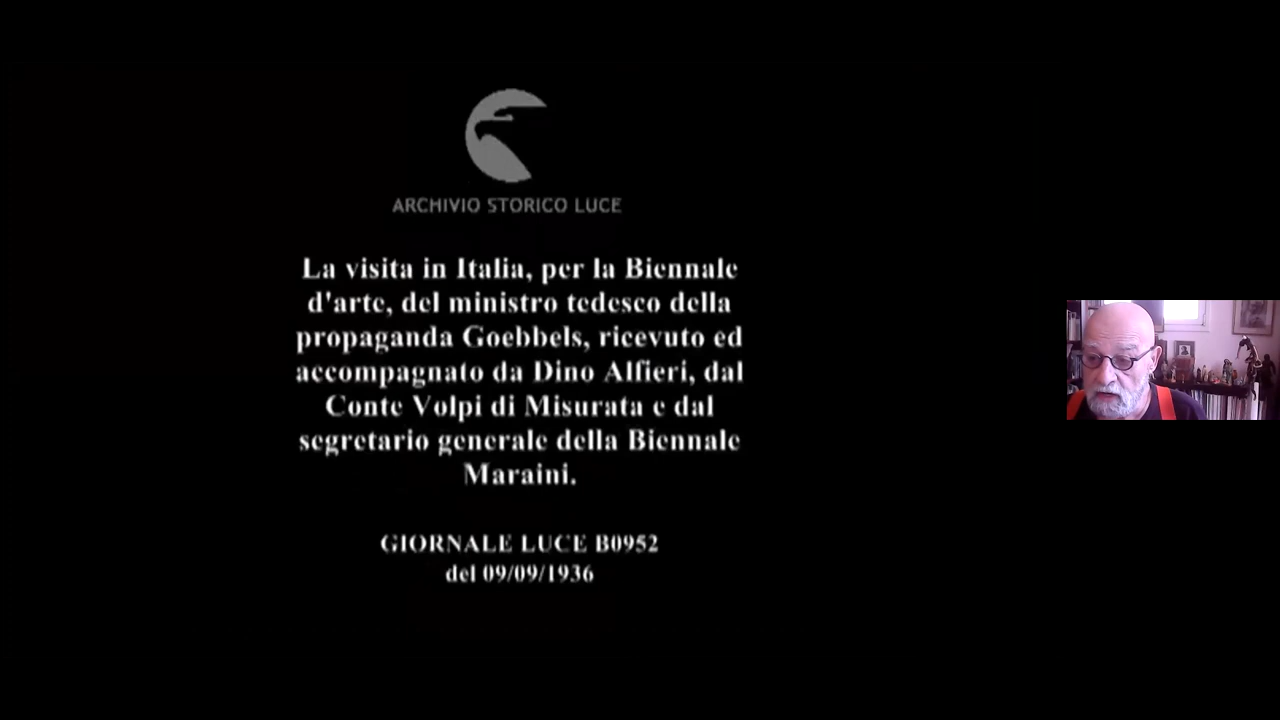 ARCHIVIO STORICO LUCE
La visita in Italia, per la Biennale
d'arte, del ministro tedesco della
propaganda Goebbels, ricevuto ed
accompagnato da Dino Alfieri, dal
Conte Volpi di Misurata e dal
segretario generale della Biennale
Maraini.
GIORNALE LUCE B0952
del 09/09/1936